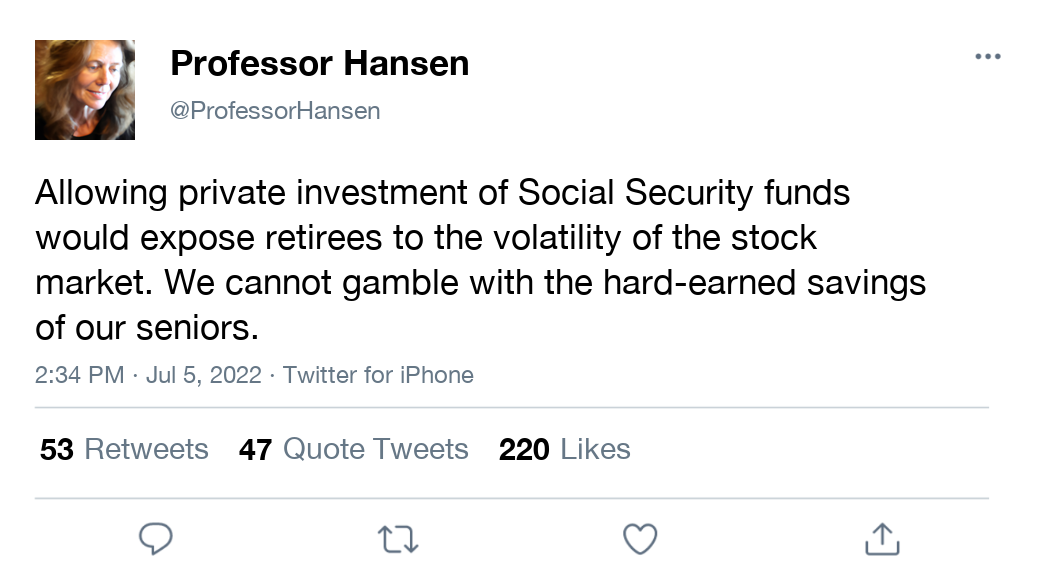 Professor Hansen
@ProfessorHansen
Allowing private investment of Social Security funds
would expose retirees to the volatility of the stock
market. We cannot gamble with the hard-earned savings
of our seniors.
2:34 PM · Jul 5, 2022 · Twitter for iPhone
53 Retweets 47 Quote Tweets 220 Likes